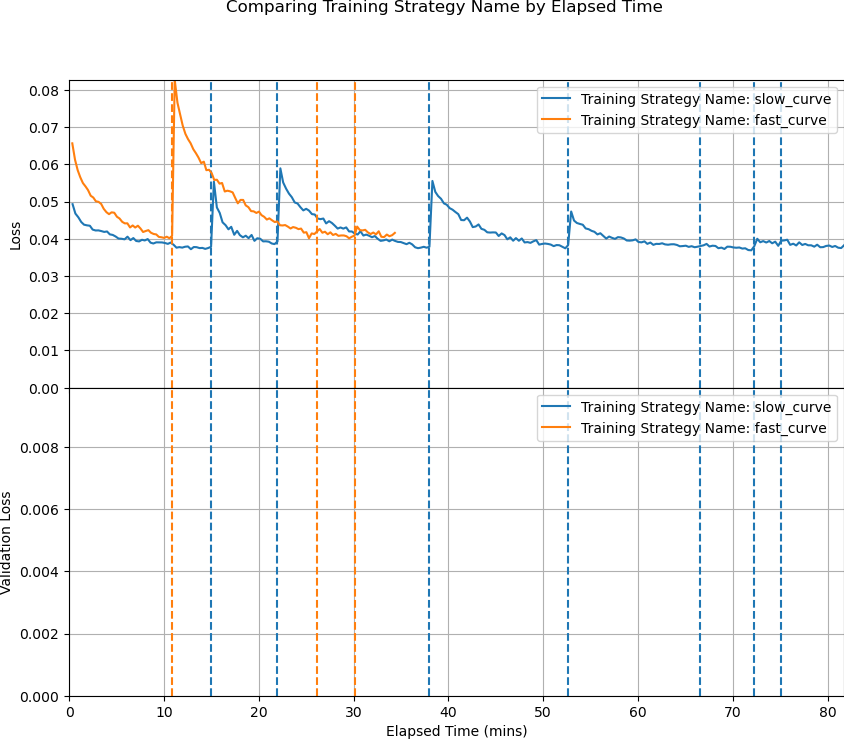 Comparing Training Strategy Name by Elapsed Time
0.08
0.07
0.06
0.05
0.04
0.03
0.02
0.01
0.00
Loss
Training Strategy Name: slow_curve
Training Strategy Name: fast_curve
0.008
0.006
0.004
0.002
0.000
Validation Loss
Training Strategy Name: slow_curve
Training Strategy Name: fast_curve
0 10 20 30 40 50 60 70 80
Elapsed Time (mins)